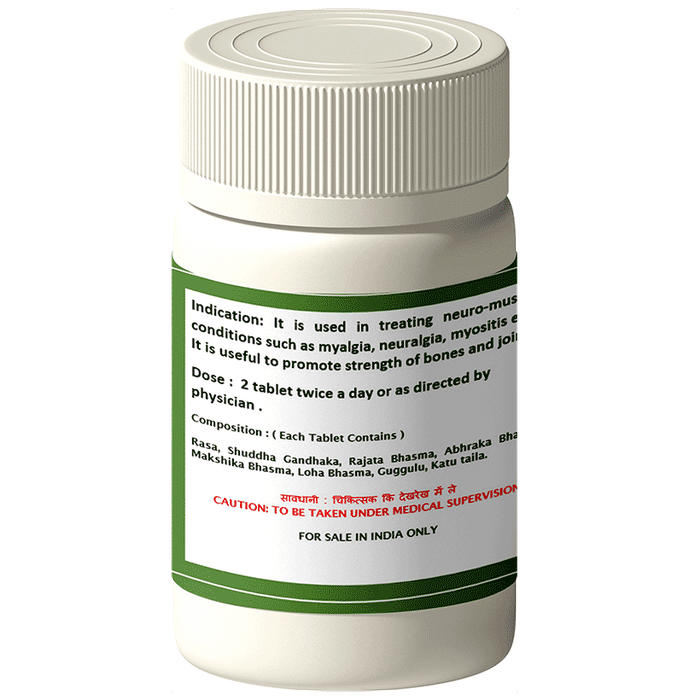 Indication: It is used in treating neuro-mus
conditions such as myalgia, neuralgia, myositis e
It is useful to promote strength of bones and join
Dose : 2 tablet twice a day or as directed by
physician .
Composition : ( Each Tablet Contains )
Rasa, Shuddha Gandhaka, Rajata Bhasma, Abhraka Bha
Makshika Bhasma, Loha Bhasma, Guggulu, Katu taila.
सावधानी : चिकित्सक कि देखरेख में ले
CAUTION: TO BE TAKEN UNDER MEDICAL SUPERVISION
FOR SALE IN INDIA ONLY